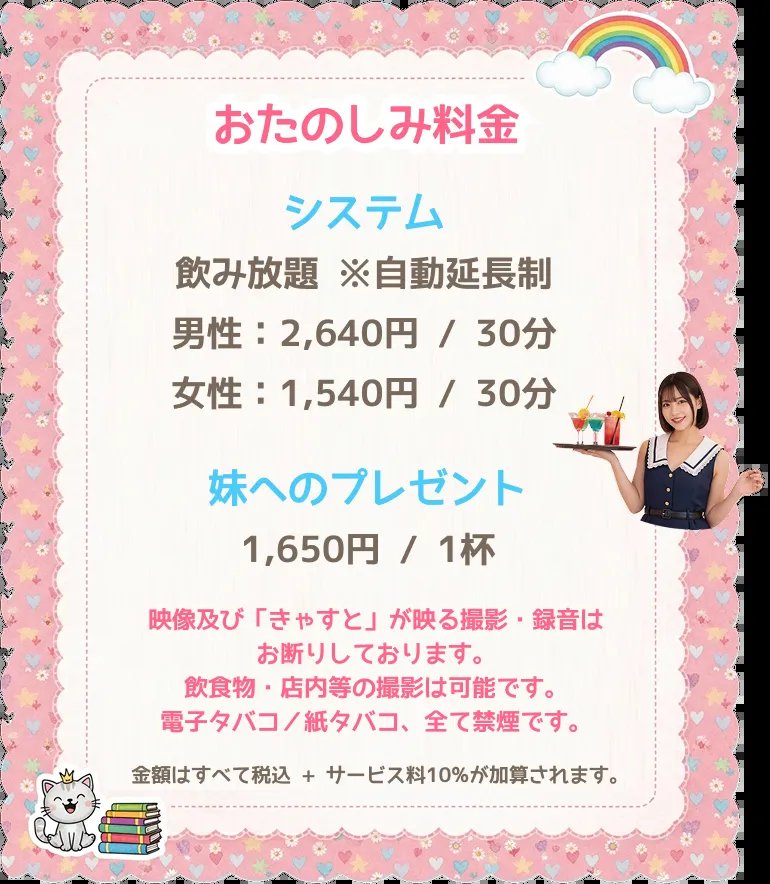 おたのしみ料金
システム
飲み放題 ※自動延長制
男性：2,640円 / 30分
女性：1,540円 / 30分
妹へのプレゼント
1,650円 / 1杯
映像及び「きゃすと」が映る撮影・録音は
お断りしております。
飲食物・店内等の撮影は可能です。
電子タバコ／紙タバコ、全て禁煙です。
金額はすべて税込 + サービス料10%が加算されます。